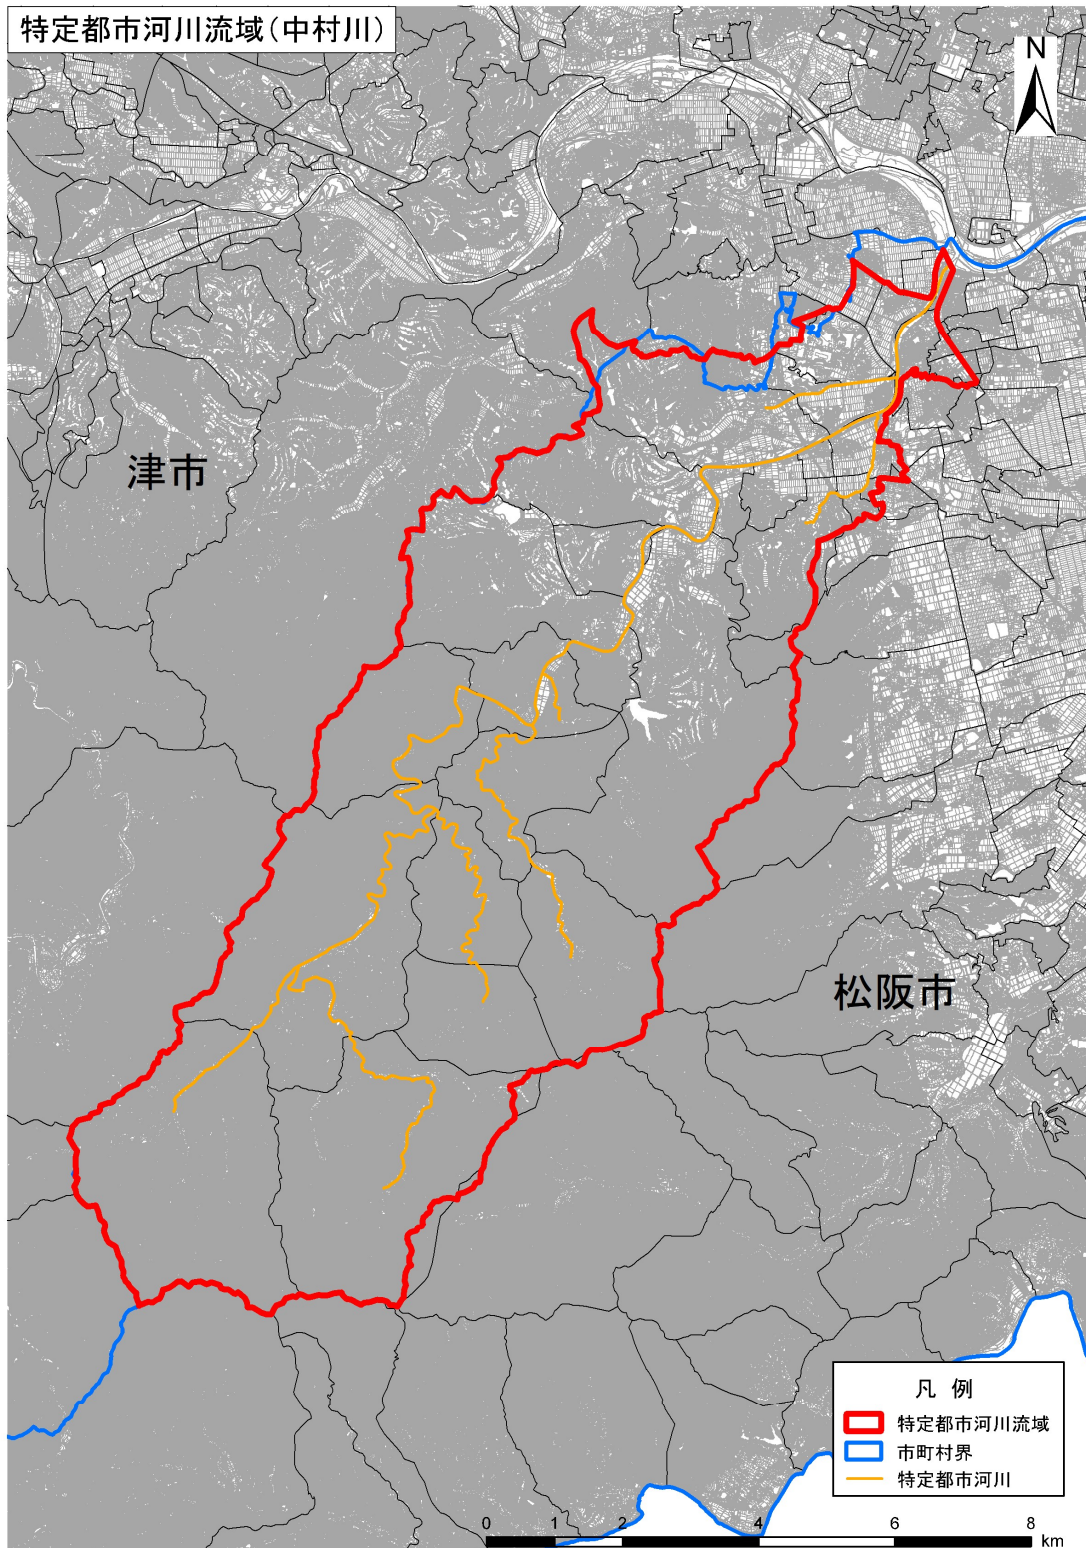 特定都市河川流域(中村川)
N
津市
松阪市
凡 例
特定都市河川流域
市町村界
特定都市河川
0 1 2 4 6 8
km